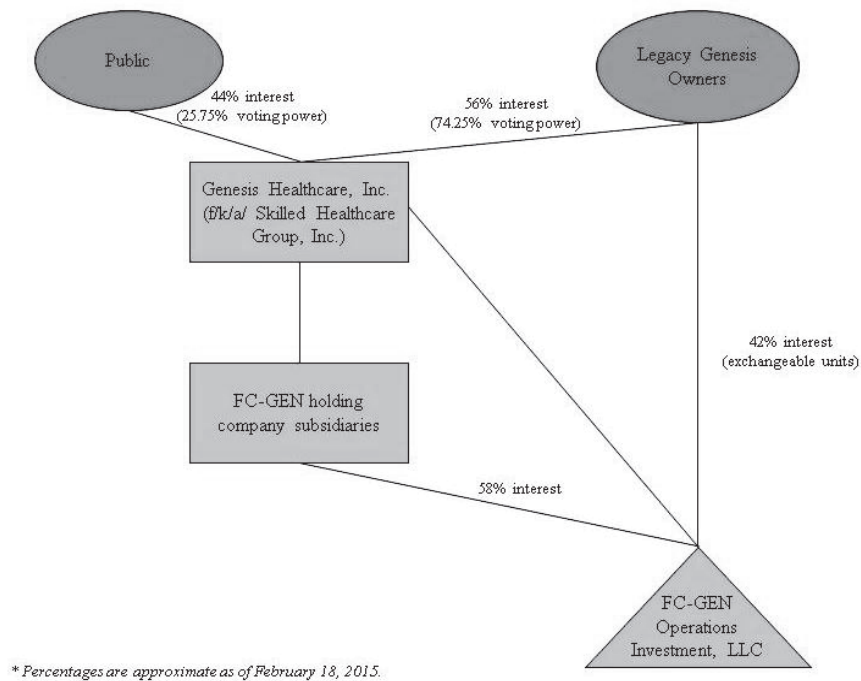 Public
Legacy Genesis
Owners
44% interest
(25.75% voting power)
56% interest
(74.25% voting power)
Genesis Healthcare, Inc.
(f/k/a/ Skilled Healthcare
Group, Inc.)
42% interest
(exchangeable units)
FC-GEN holding
company subsidiaries
58% interest
FC-GEN
Operations
Investment, LLC
* Percentages are approximate as of February 18, 2015.